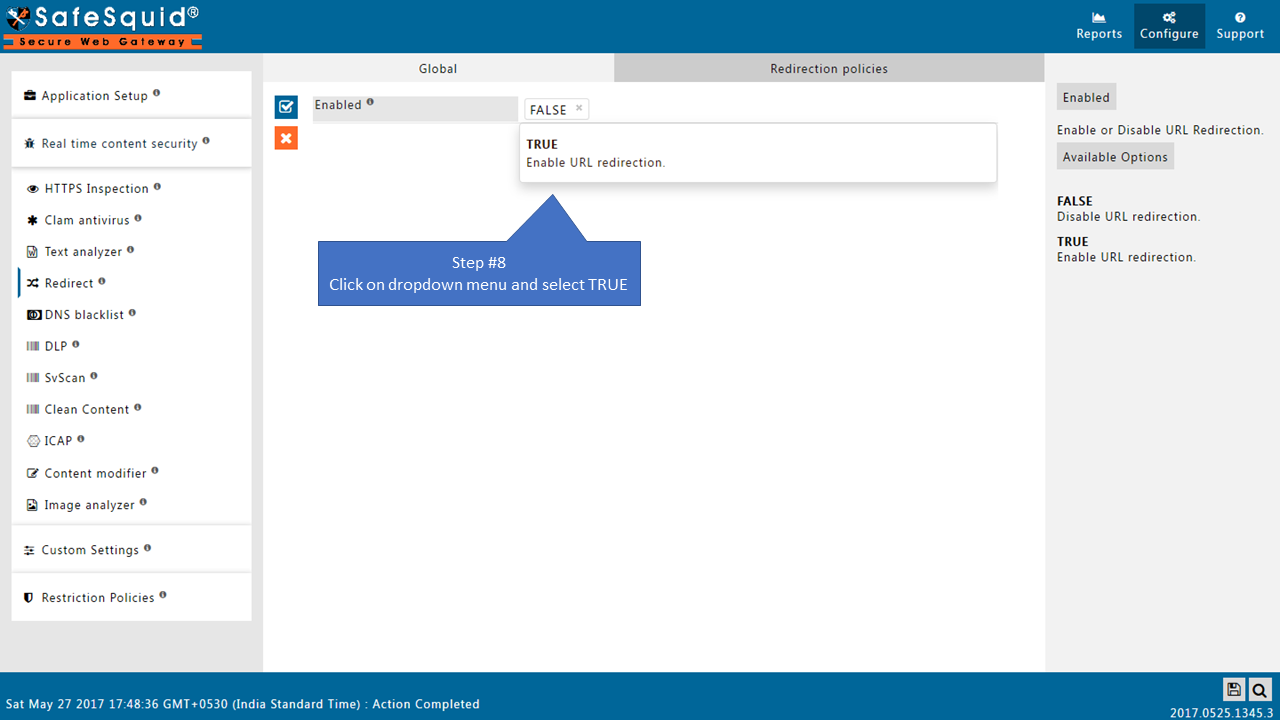 SafeSquid®
Secure Web Gateway
Reports
Configure
Support
Application Setup
Real time content security
HTTPS Inspection
Clam antivirus
Text analyzer
Redirect
DNS blacklist
DLP
SvScan
Clean Content
ICAP
Content modifier
Image analyzer
Custom Settings
Restriction Policies
Global
Redirection policies
Enabled
FALSE ×
TRUE
Enable URL redirection.
Step #8
Click on dropdown menu and select TRUE
Enabled
Enable or Disable URL Redirection.
Available Options
FALSE
Disable URL redirection.
TRUE
Enable URL redirection.
Sat May 27 2017 17:48:36 GMT+0530 (India Standard Time) : Action Completed
2017.0525.1345.3